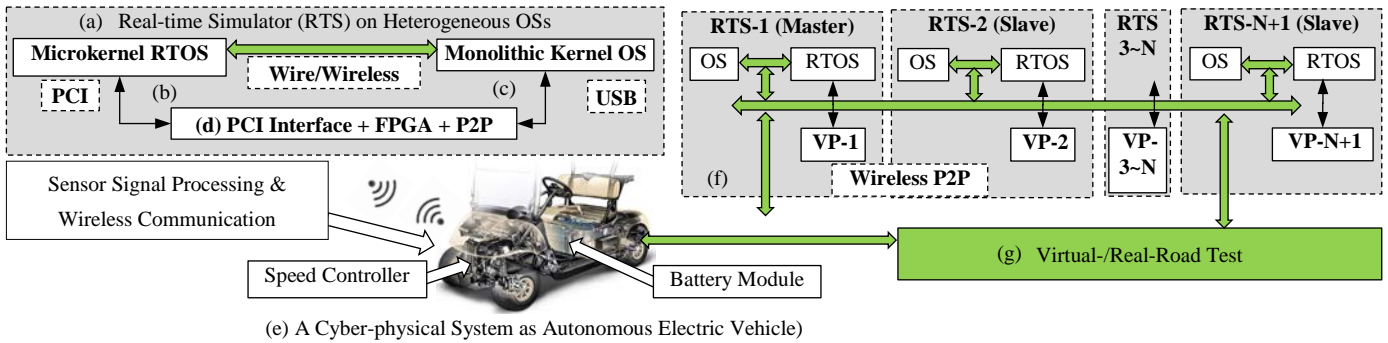 (a) Real-time Simulator (RTS) on Heterogeneous OSs
Microkernel RTOS
Monolithic Kernel OS
Wire/Wireless
PCI
(b)
(c)
USB
(d) PCI Interface + FPGA + P2P
Sensor Signal Processing &
Wireless Communication
Speed Controller
Battery Module
(e) A Cyber-physical System as Autonomous Electric Vehicle)
RTS-1 (Master)
OS
RTOS
VP-1
RTS-2 (Slave)
OS
RTOS
VP-2
RTS
3~N
VP-
3~N
RTS-N+1 (Slave)
OS
RTOS
VP-N+1
(f)
Wireless P2P
(g) Virtual-/Real-Road Test